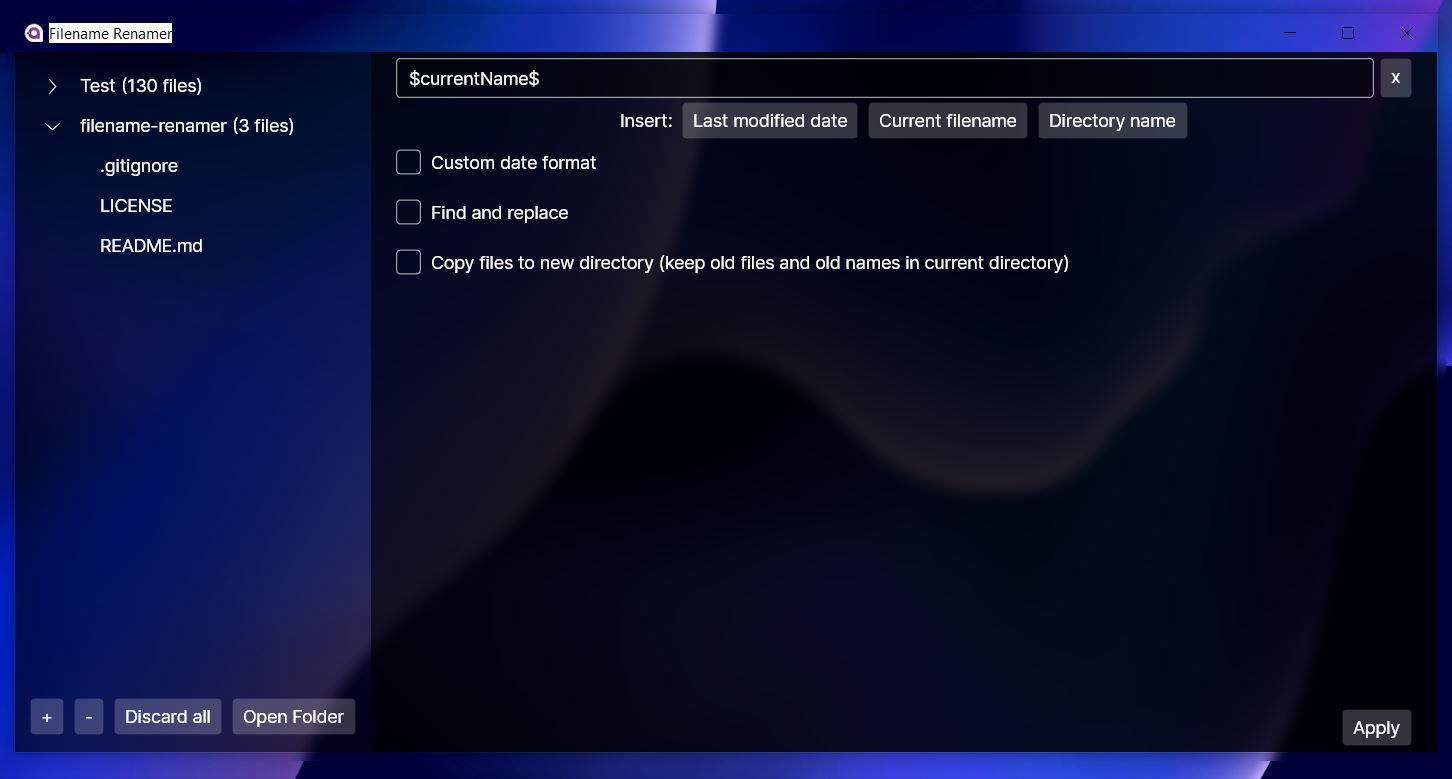 Filename Renamer
Test (130 files)
filename-renamer (3 files)
.gitignore
LICENSE
README.md
+ - Discard all Open Folder
$currentName$ x
Insert: Last modified date Current filename Directory name
Custom date format
Find and replace
Copy files to new directory (keep old files and old names in current directory)
Apply